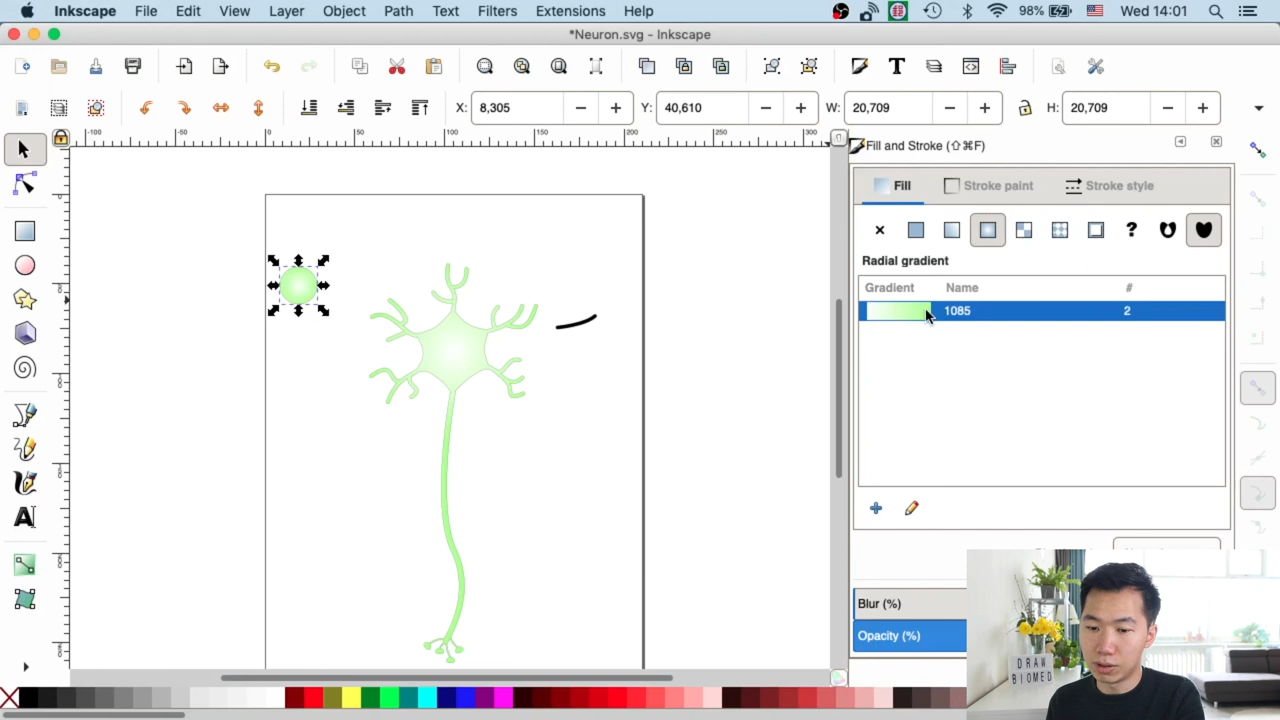 Inkscape File Edit View Layer Object Path Text Filters Extensions Help 98% Wed 14:01
*Neuron.svg - Inkscape
X: 8,305 Y: 40,610 W: 20,709 H: 20,709
-100 -50 0 50 100 150 200 250 300
Fill and Stroke (⇧⌘F)
Fill Stroke paint Stroke style
Radial gradient
Gradient Name #
1085 2
Blur (%)
Opacity (%)
DRAW
BIOMED